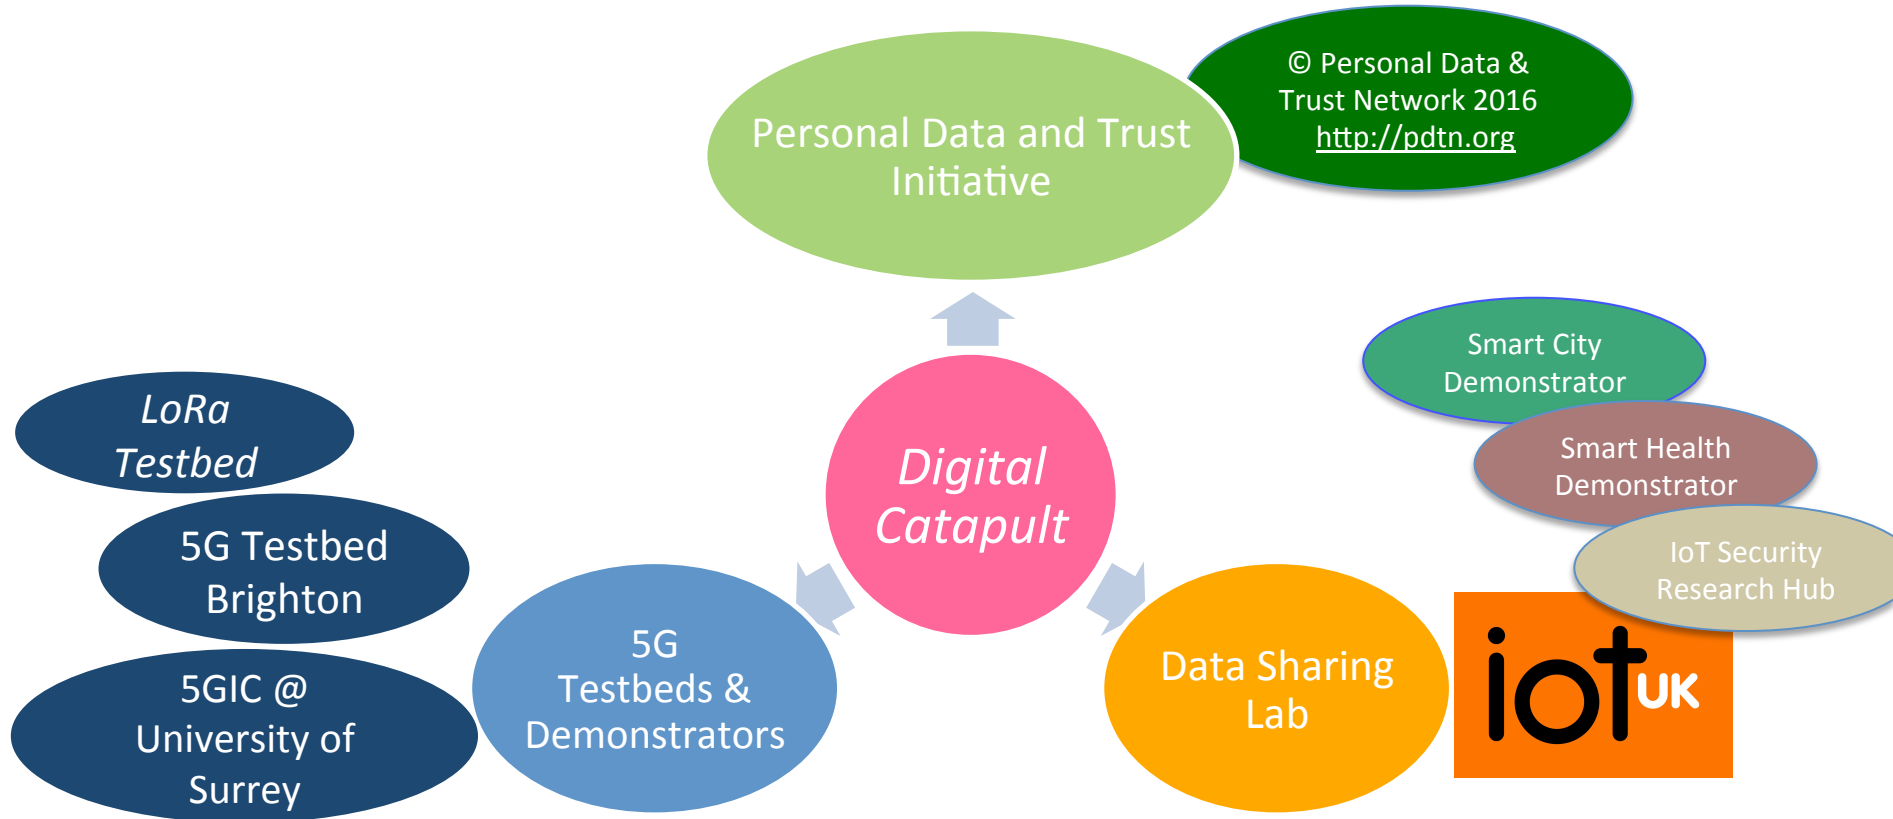 © Personal Data &
Trust Network 2016
http://pdtn.org
Personal Data and Trust
Initiative
Smart City
Demonstrator
LoRa
Testbed
Smart Health
Demonstrator
Digital
Catapult
5G Testbed
Brighton
IoT Security
Research Hub
5G
Testbeds &
Demonstrators
Data Sharing
Lab
iot UK
5GIC @
University of
Surrey